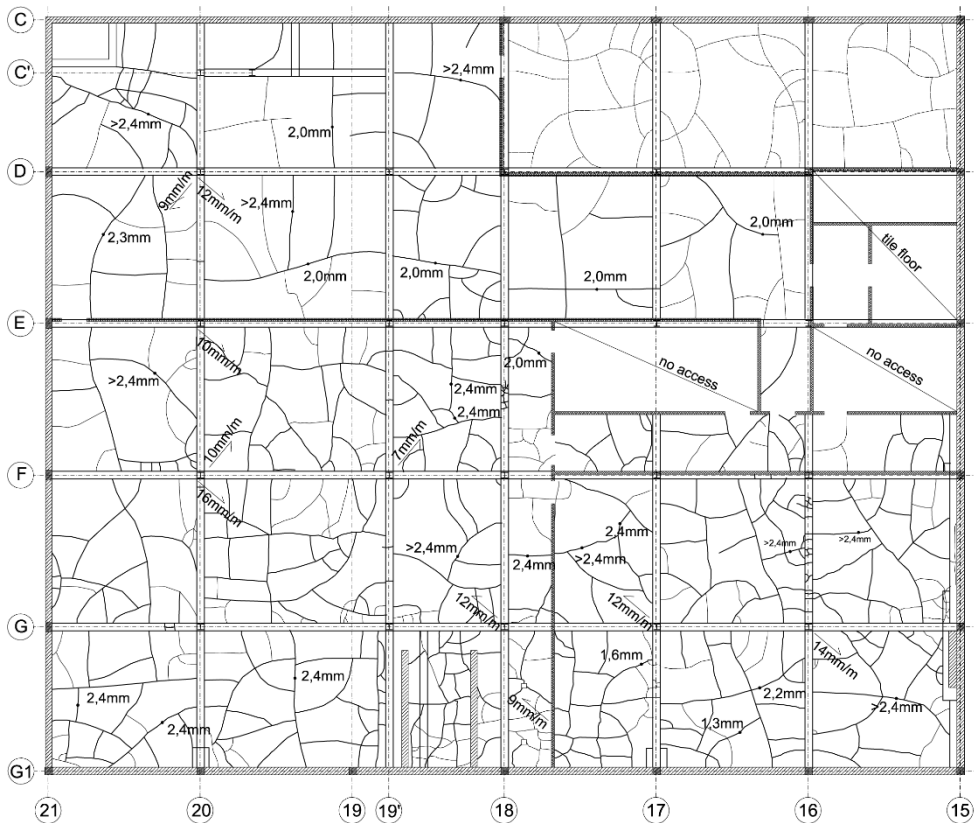 C
C'
>2,4mm
>2,4mm
2,0mm
D
9mm/m
12mm/m
>2,4mm
2,3mm
2,0mm
2,0mm
2,0mm
2,0mm
tile floor
E
10mm/m
2,0mm
no access
no access
>2,4mm
2,4mm
2,4mm
10mm/m
7mm/m
F
16mm/m
>2,4mm
2,4mm
2,4mm
>2,4mm
>2,4mm
>2,4mm
12mm/m
12mm/m
G
2,4mm
2,4mm
2,4mm
1,6mm
9mm/m
2,2mm
1,3mm
14mm/m
>2,4mm
G1
21
20
19
19'
18
17
16
15